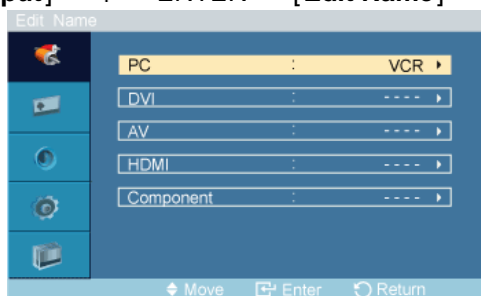 Edit Name
PC : VCR
DVI : - - - -
AV : - - - -
HDMI : - - - -
Component : - - - -
Move Enter Return